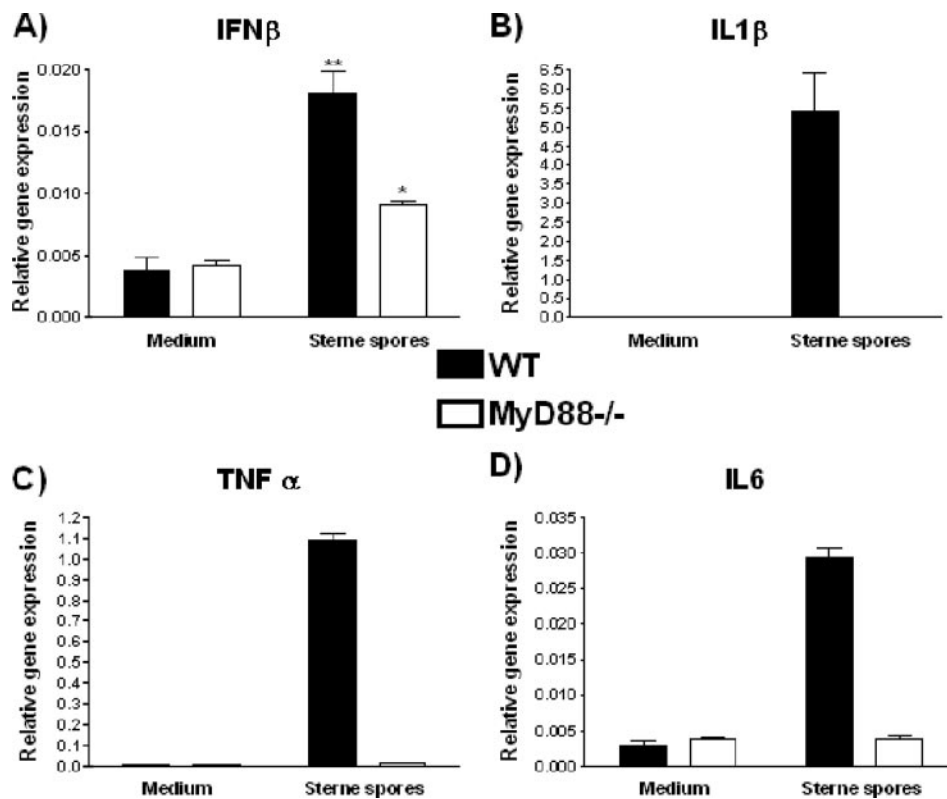 A)
IFNβ
Relative gene expression
0.020
0.015
0.010
0.005
0.000
**
*
Medium
Sterne spores
B)
IL1β
Relative gene expression
6.5
6.0
5.5
5.0
4.5
4.0
3.5
3.0
2.5
2.0
1.5
1.0
0.5
0.0
Medium
Sterne spores
WT
MyD88-/-
C)
TNF α
Relative gene expression
1.2
1.1
1.0
0.9
0.8
0.7
0.6
0.5
0.4
0.3
0.2
0.1
0.0
Medium
Sterne spores
D)
IL6
Relative gene expression
0.035
0.030
0.025
0.020
0.015
0.010
0.005
0.000
Medium
Sterne spores